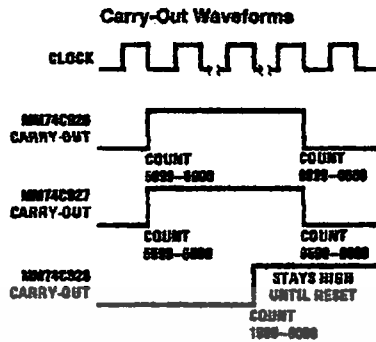 Carry-Out Waveforms
CLOCK
MM74C926
CARRY-OUT
COUNT COUNT
MM74C927
CARRY-OUT
COUNT COUNT
MM74C928
CARRY-OUT
STAYS HIGH
UNTIL RESET
COUNT